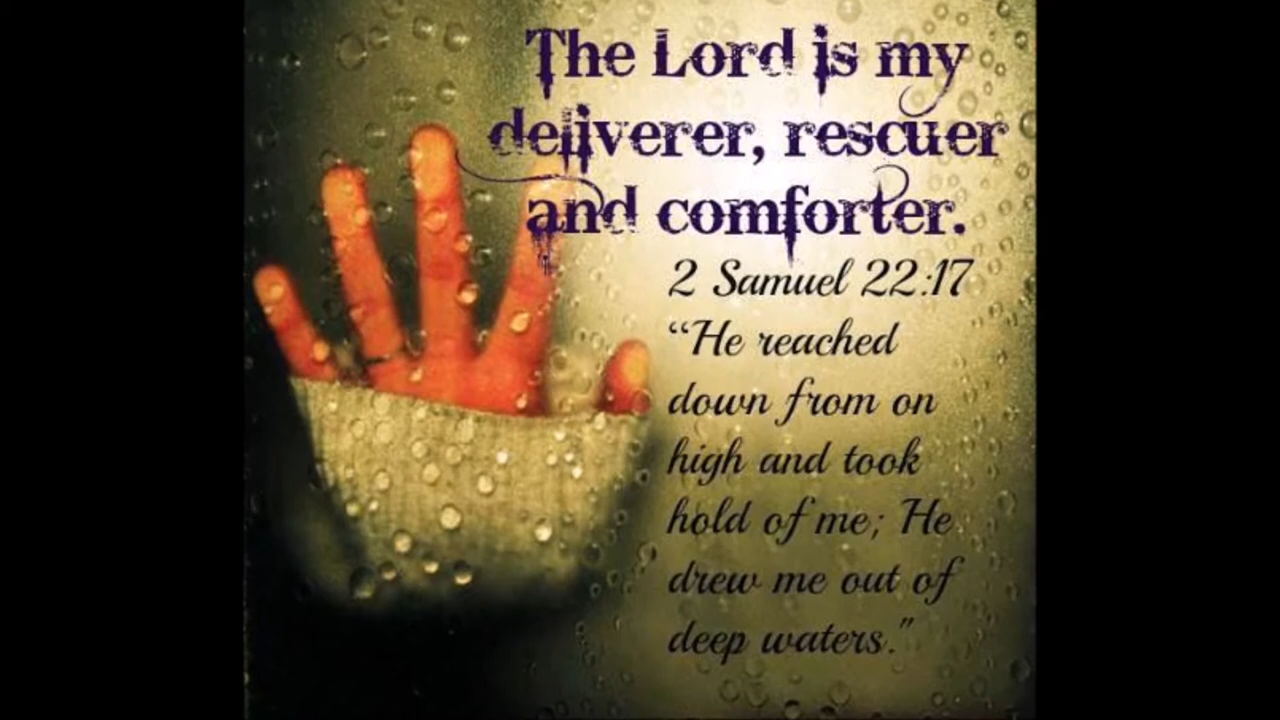 The Lord is my
deliverer, rescuer
and comforter.
2 Samuel 22:17
“He reached
down from on
high and took
hold of me; He
drew me out of
deep waters."